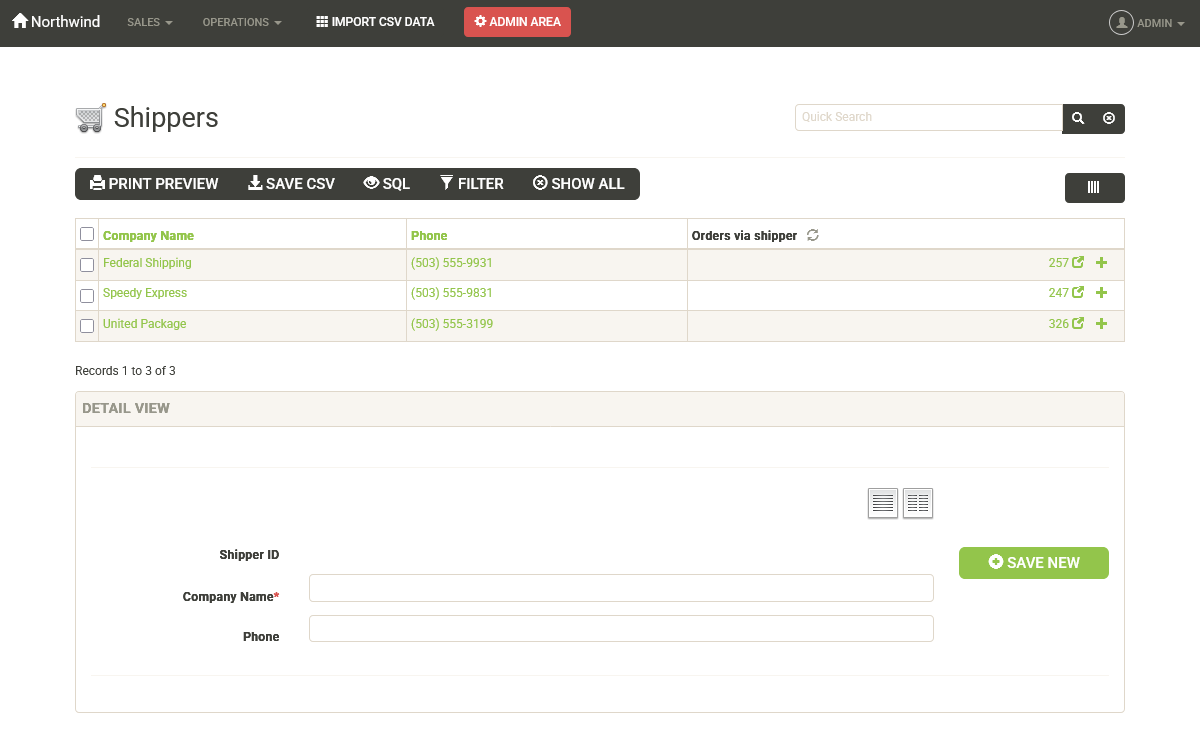 Northwind SALES OPERATIONS IMPORT CSV DATA ADMIN AREA ADMIN
Shippers
Quick Search
PRINT PREVIEW SAVE CSV SQL FILTER SHOW ALL
Company Name Phone Orders via shipper
Federal Shipping (503) 555-9931 257
Speedy Express (503) 555-9831 247
United Package (503) 555-3199 326
Records 1 to 3 of 3
DETAIL VIEW
Shipper ID
SAVE NEW
Company Name*
Phone